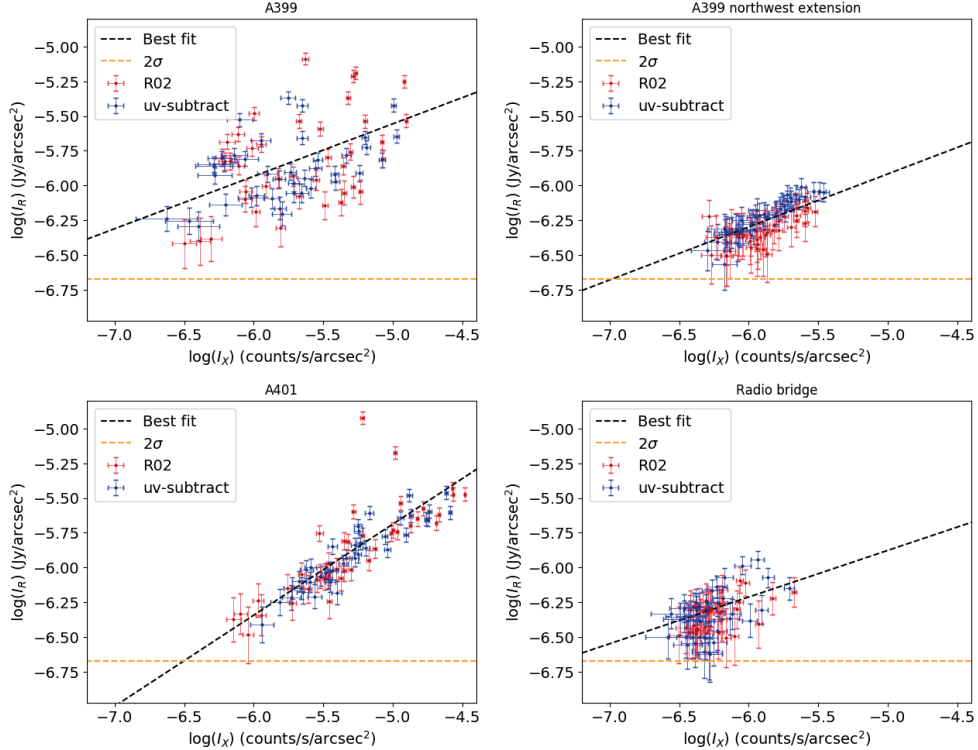 A399
Best fit
2σ
R02
uv-subtract
log(I_R) (Jy/arcsec²)
−5.00
−5.25
−5.50
−5.75
−6.00
−6.25
−6.50
−6.75
−7.0 −6.5 −6.0 −5.5 −5.0 −4.5
log(I_X) (counts/s/arcsec²)
A399 northwest extension
Best fit
2σ
R02
uv-subtract
log(I_R) (Jy/arcsec²)
−5.00
−5.25
−5.50
−5.75
−6.00
−6.25
−6.50
−6.75
−7.0 −6.5 −6.0 −5.5 −5.0 −4.5
log(I_X) (counts/s/arcsec²)
A401
Best fit
2σ
R02
uv-subtract
log(I_R) (Jy/arcsec²)
−5.00
−5.25
−5.50
−5.75
−6.00
−6.25
−6.50
−6.75
−7.0 −6.5 −6.0 −5.5 −5.0 −4.5
log(I_X) (counts/s/arcsec²)
Radio bridge
Best fit
2σ
R02
uv-subtract
log(I_R) (Jy/arcsec²)
−5.00
−5.25
−5.50
−5.75
−6.00
−6.25
−6.50
−6.75
−7.0 −6.5 −6.0 −5.5 −5.0 −4.5
log(I_X) (counts/s/arcsec²)